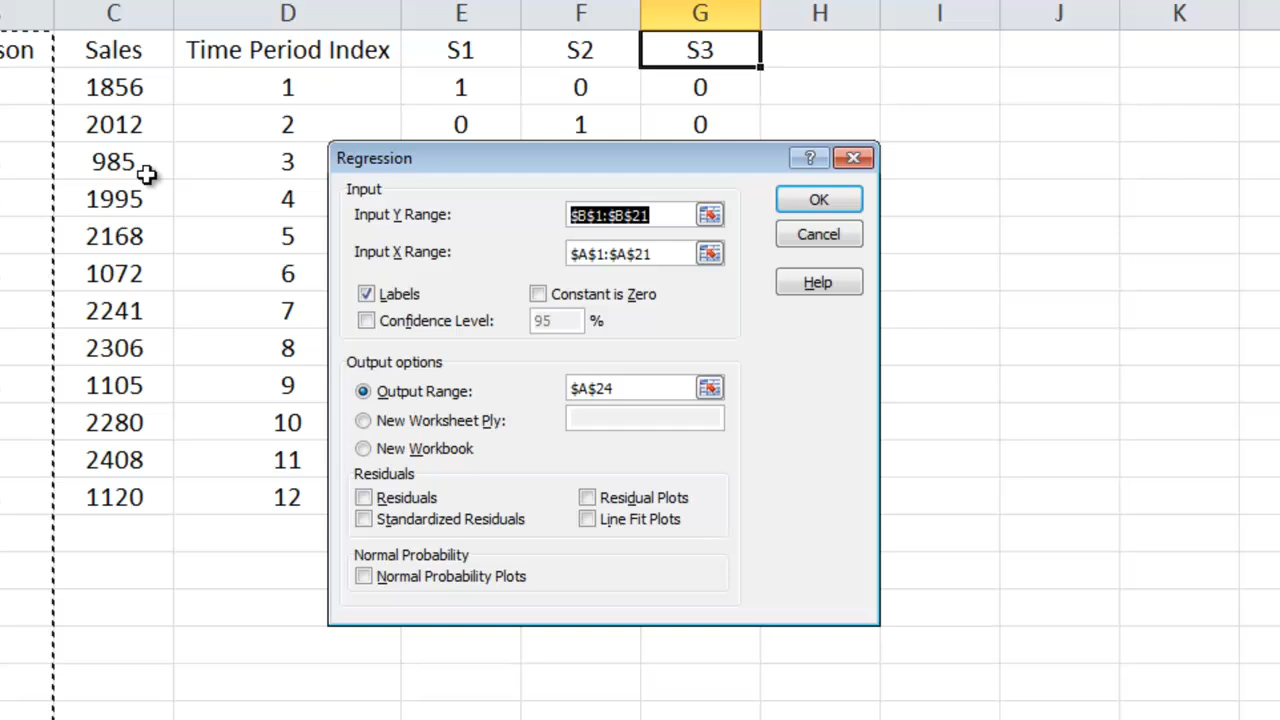 C D E F G H I J K
son Sales Time Period Index S1 S2 S3
1856 1 1 0 0
2012 2 0 1 0
985 3
1995 4
2168 5
1072 6
2241 7
2306 8
1105 9
2280 10
2408 11
1120 12
Regression
?
Input
Input Y Range: $B$1:$B$21
Input X Range: $A$1:$A$21
Labels Constant is Zero
Confidence Level: 95 %
Output options
Output Range: $A$24
New Worksheet Ply:
New Workbook
Residuals
Residuals Residual Plots
Standardized Residuals Line Fit Plots
Normal Probability
Normal Probability Plots
OK
Cancel
Help